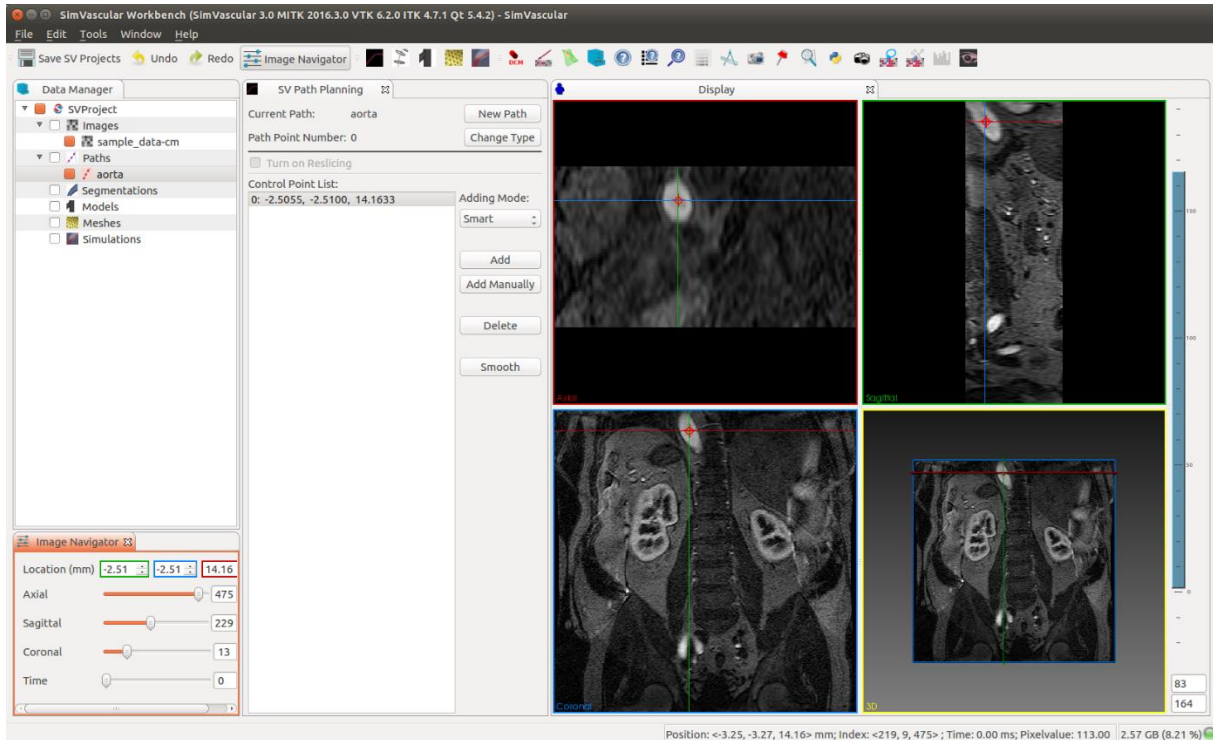 SimVascular Workbench (SimVascular 3.0 MITK 2016.3.0 VTK 6.2.0 ITK 4.7.1 Qt 5.4.2) - SimVascular
File Edit Tools Window Help
Save SV Projects Undo Redo Image Navigator DCM
Data Manager
SVProject
Images
sample_data-cm
Paths
aorta
Segmentations
Models
Meshes
Simulations
SV Path Planning
Current Path: aorta New Path
Path Point Number: 0 Change Type
Turn on Reslicing
Control Point List:
0: -2.5055, -2.5100, 14.1633
Adding Mode:
Smart
Add
Add Manually
Delete
Smooth
Display
Axial
Sagittal
Coronal
3D
150
100
50
0
83
164
Image Navigator
Location (mm) -2.51 -2.51 14.16
Axial 475
Sagittal 229
Coronal 13
Time 0
Position: <-3.25, -3.27, 14.16> mm; Index: <219, 9, 475> ; Time: 0.00 ms; Pixelvalue: 113.00 2.57 GB (8.21 %)